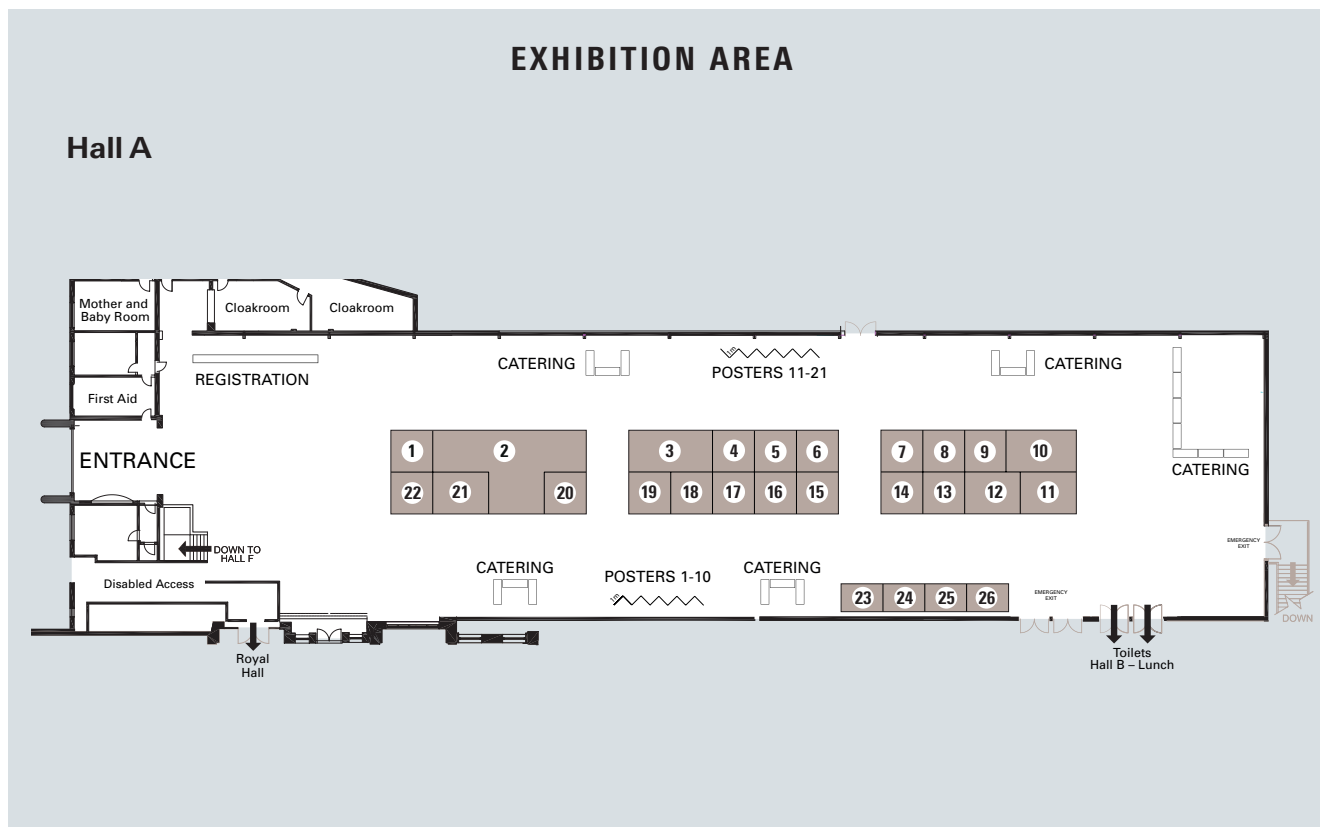 EXHIBITION AREA
Hall A
Mother and
Baby Room
Cloakroom
Cloakroom
REGISTRATION
CATERING
1m
POSTERS 11-21
CATERING
First Aid
ENTRANCE
1
2
3
4
5
6
7
8
9
10
CATERING
22
21
20
19
18
17
16
15
14
13
12
11
DOWN TO
HALL F
EMERGENCY
EXIT
Disabled Access
CATERING
1m
POSTERS 1-10
CATERING
23
24
25
26
EMERGENCY
EXIT
DOWN
Royal
Hall
Toilets
Hall B – Lunch